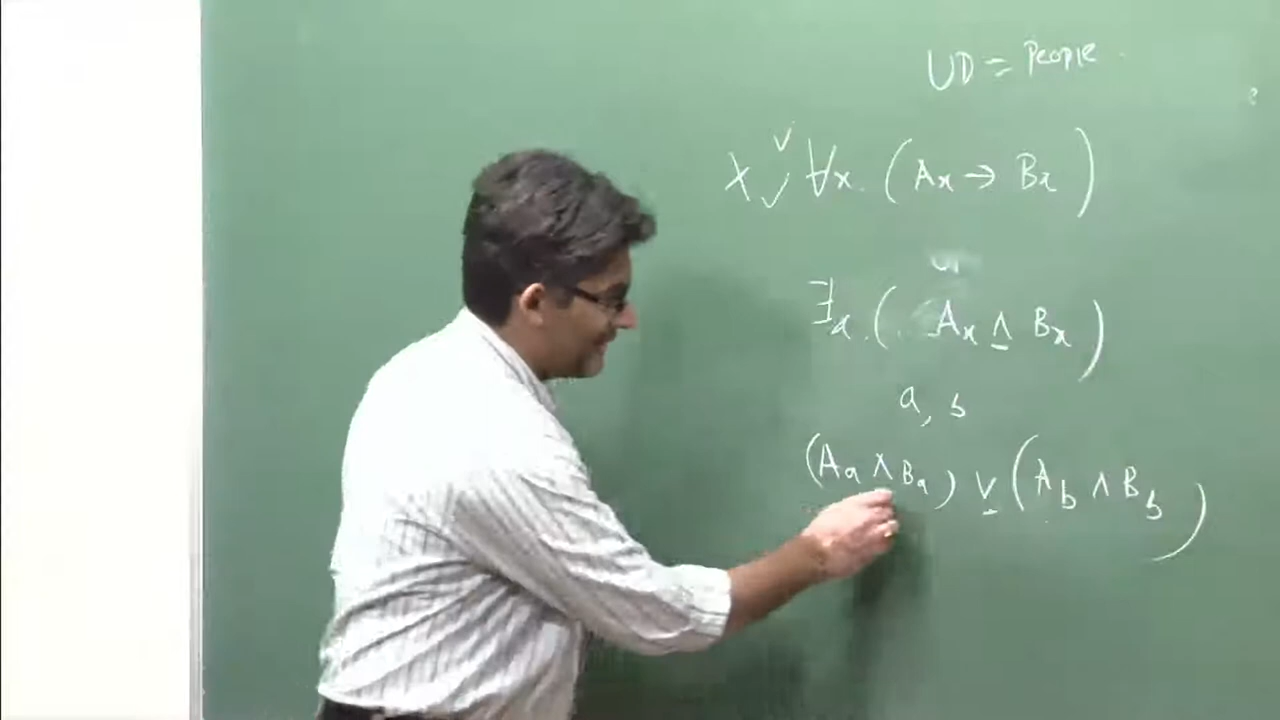 UD = People
X ∀x (Ax → Bx)
∃x ( Ax ∧ Bx )
a, b
(Aa ∧ Ba) ∨ (Ab ∧ Bb)